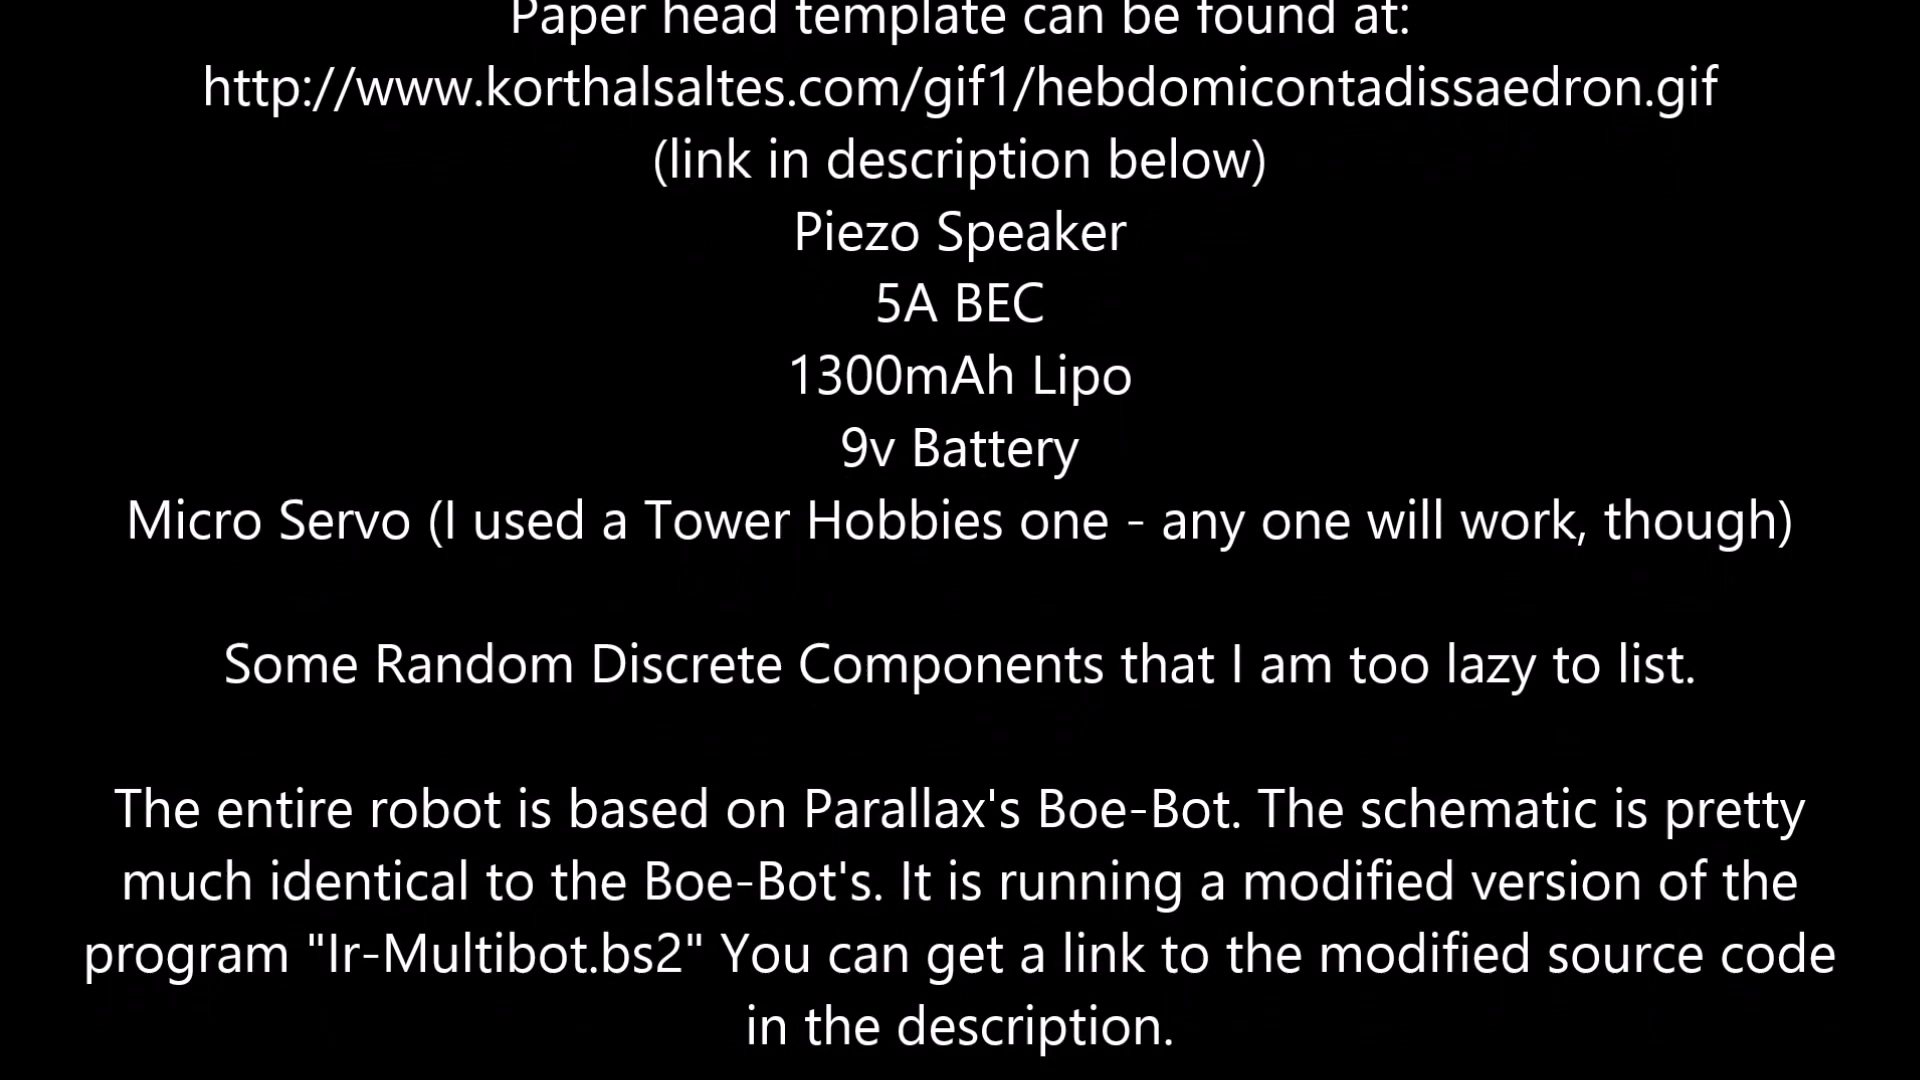 Paper head template can be found at:
http://www.korthalsaltes.com/gif1/hebdomicontadissaedron.gif
(link in description below)
Piezo Speaker
5A BEC
1300mAh Lipo
9v Battery
Micro Servo (I used a Tower Hobbies one - any one will work, though)
Some Random Discrete Components that I am too lazy to list.
The entire robot is based on Parallax's Boe-Bot. The schematic is pretty
much identical to the Boe-Bot's. It is running a modified version of the
program "Ir-Multibot.bs2" You can get a link to the modified source code
in the description.